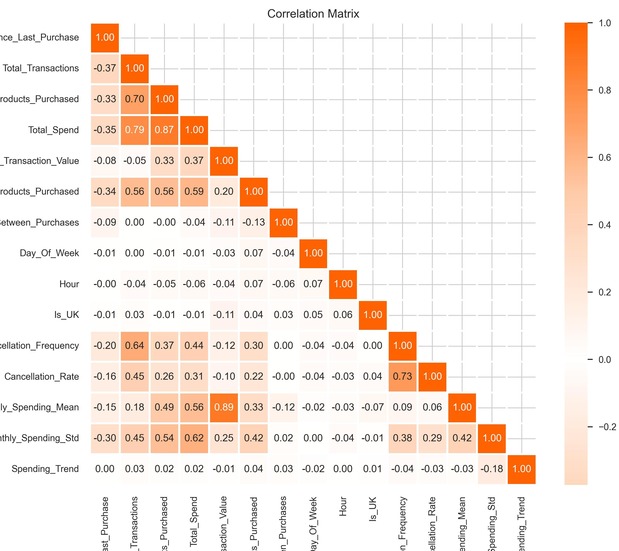 Correlation Matrix
nce_Last_Purchase 1.00
Total_Transactions -0.37 1.00
roducts_Purchased -0.33 0.70 1.00
Total_Spend -0.35 0.79 0.87 1.00
_Transaction_Value -0.08 -0.05 0.33 0.37 1.00
roducts_Purchased -0.34 0.56 0.56 0.59 0.20 1.00
Between_Purchases -0.09 0.00 -0.00 -0.04 -0.11 -0.13 1.00
Day_Of_Week -0.01 0.00 -0.01 -0.01 -0.03 0.07 -0.04 1.00
Hour -0.00 -0.04 -0.05 -0.06 -0.04 0.07 -0.06 0.07 1.00
Is_UK -0.01 0.03 -0.01 -0.01 -0.11 0.04 0.03 0.05 0.06 1.00
cellation_Frequency -0.20 0.64 0.37 0.44 -0.12 0.30 0.00 -0.04 -0.04 0.00 1.00
Cancellation_Rate -0.16 0.45 0.26 0.31 -0.10 0.22 -0.00 -0.04 -0.03 0.04 0.73 1.00
ly_Spending_Mean -0.15 0.18 0.49 0.56 0.89 0.33 -0.12 -0.02 -0.03 -0.07 0.09 0.06 1.00
nthly_Spending_Std -0.30 0.45 0.54 0.62 0.25 0.42 0.02 0.00 -0.04 -0.01 0.38 0.29 0.42 1.00
Spending_Trend 0.00 0.03 0.02 0.02 -0.01 0.04 0.03 -0.02 0.00 0.01 -0.04 -0.03 -0.03 -0.18 1.00
ast_Purchase
_Transactions
s_Purchased
Total_Spend
saction_Value
s_Purchased
n_Purchases
ay_Of_Week
Hour
Is_UK
n_Frequency
ellation_Rate
ending_Mean
pending_Std
ending_Trend
1.0
0.8
0.6
0.4
0.2
0.0
−0.2